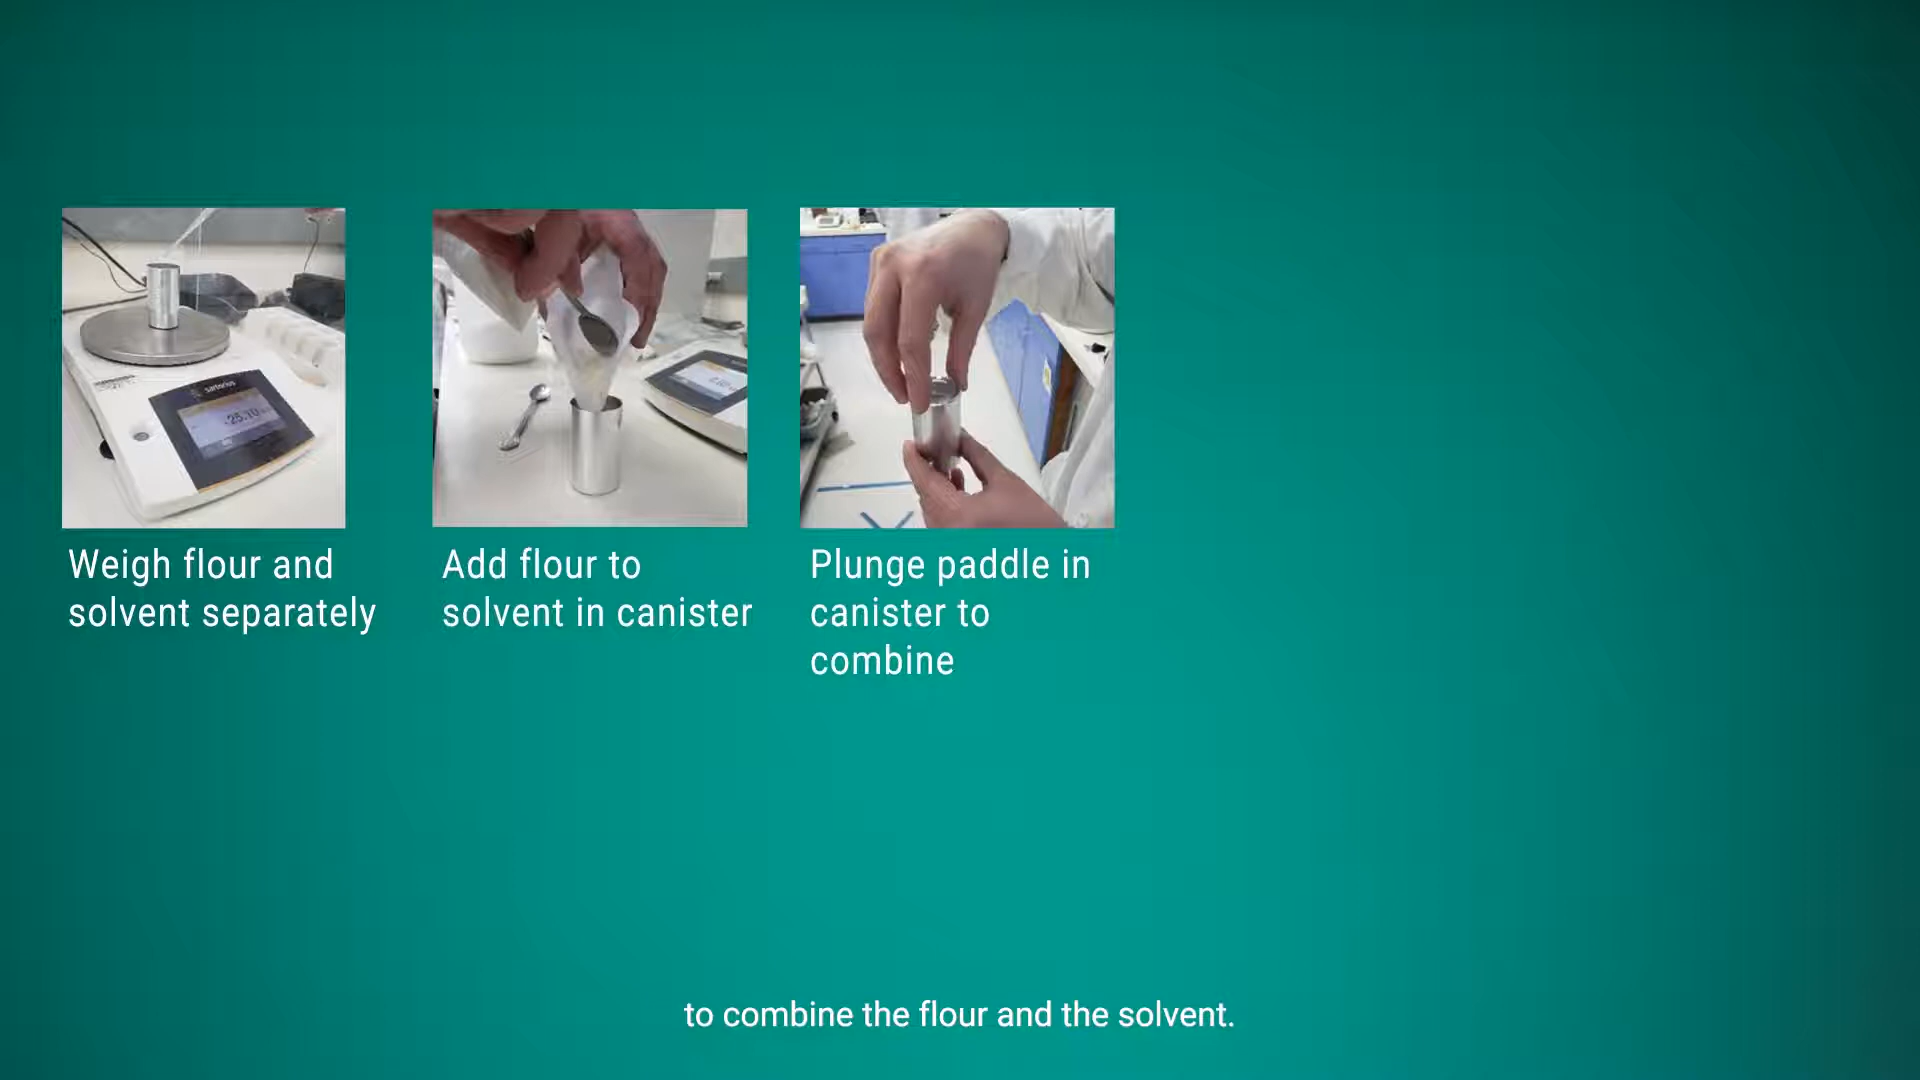 sartorius
Weigh flour and
solvent separately
Add flour to
solvent in canister
Plunge paddle in
canister to
combine
to combine the flour and the solvent.